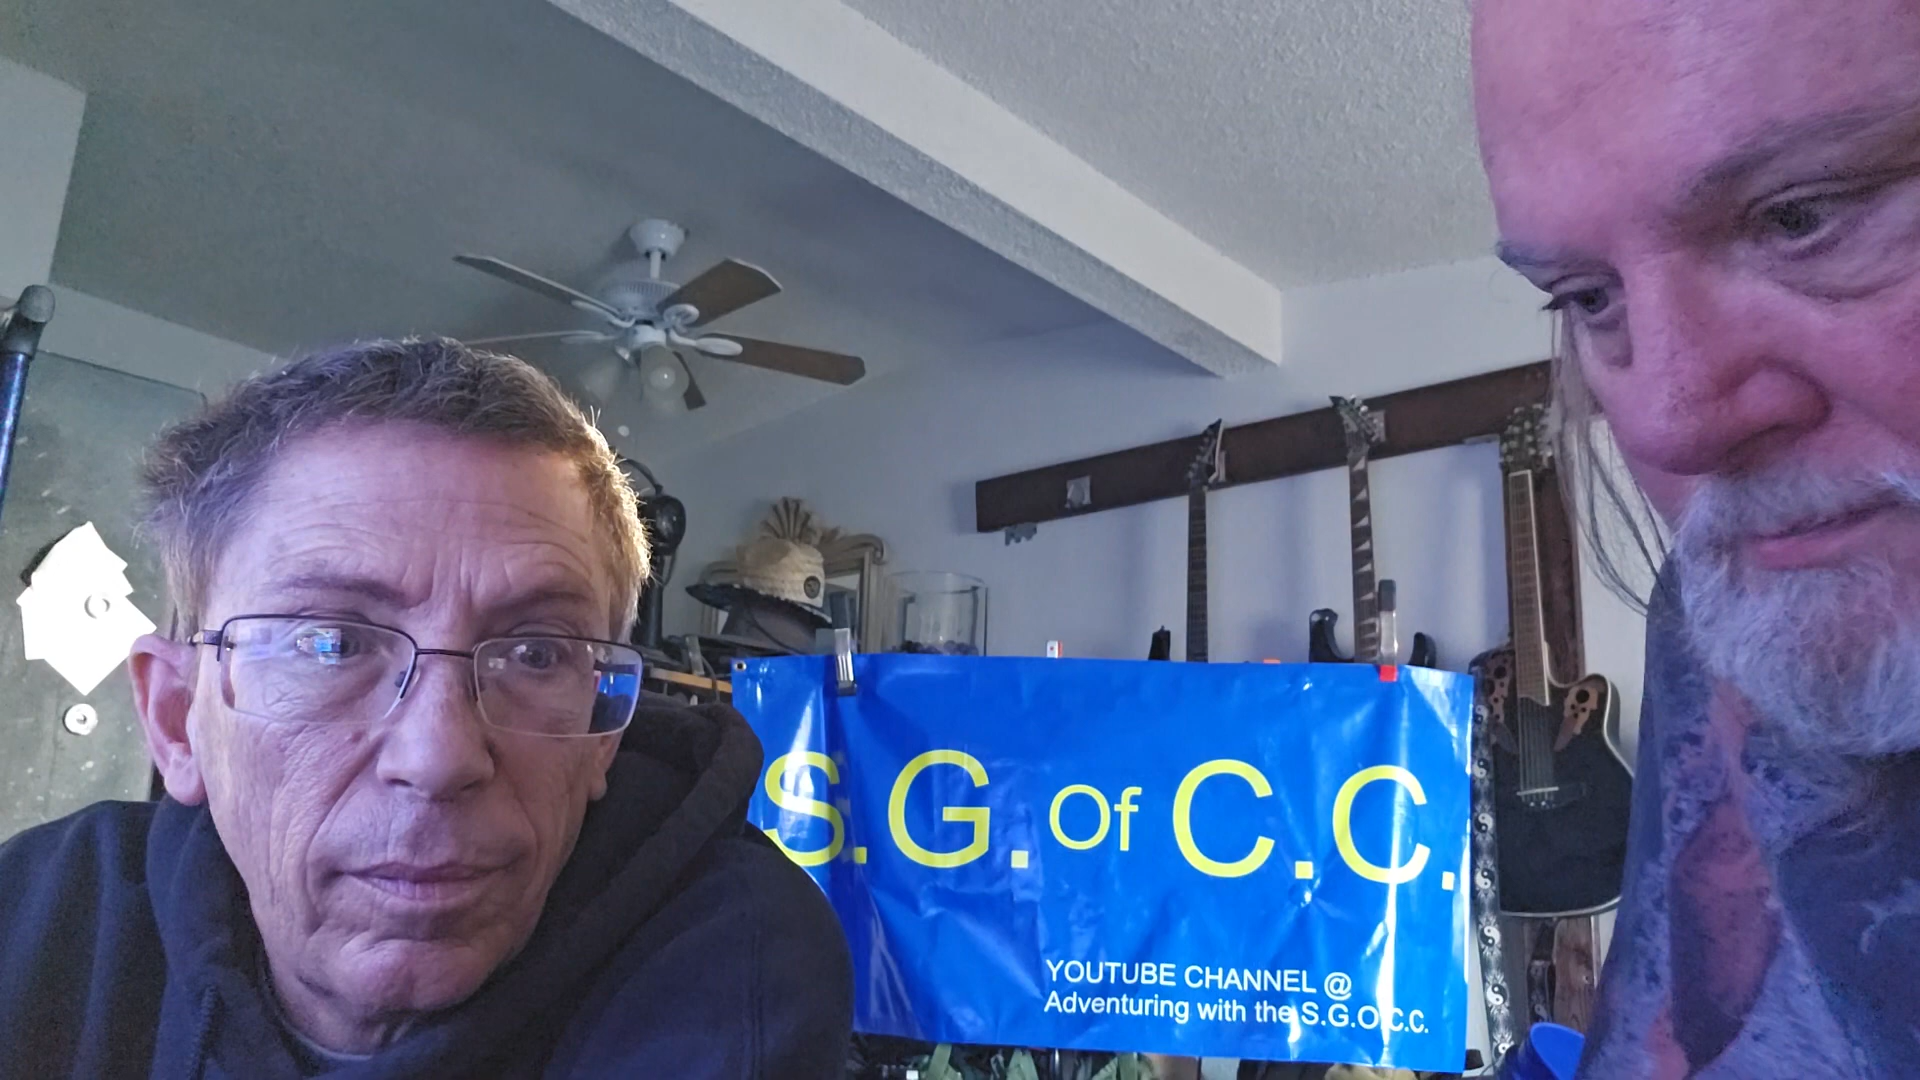 S.G. Of C.C.
YOUTUBE CHANNEL @
Adventuring with the S.G.O.C.C.